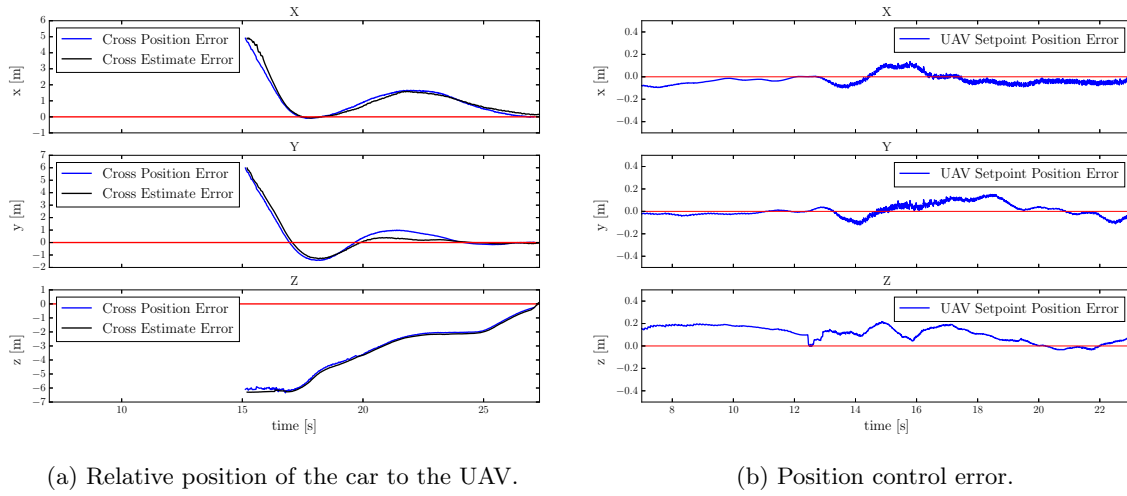 X
6
5
4
3
2
1
0
−1
x [m]
Cross Position Error
Cross Estimate Error
Y
7
6
5
4
3
2
1
0
−1
−2
y [m]
Cross Position Error
Cross Estimate Error
Z
1
0
−1
−2
−3
−4
−5
−6
−7
z [m]
Cross Position Error
Cross Estimate Error
10 15 20 25
time [s]
(a) Relative position of the car to the UAV.
X
0.4
0.2
0.0
−0.2
−0.4
x [m]
UAV Setpoint Position Error
Y
0.4
0.2
0.0
−0.2
−0.4
y [m]
UAV Setpoint Position Error
Z
0.4
0.2
0.0
−0.2
−0.4
z [m]
UAV Setpoint Position Error
8 10 12 14 16 18 20 22
time [s]
(b) Position control error.